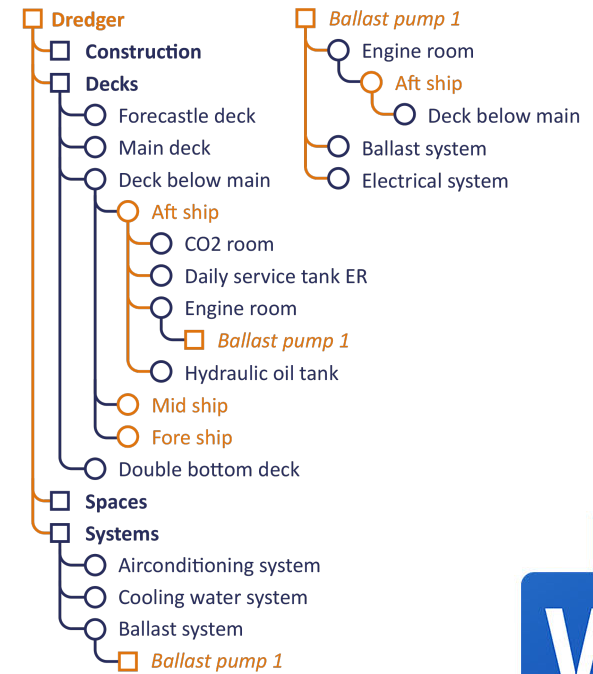 Dredger
Construction
Decks
Forecastle deck
Main deck
Deck below main
Aft ship
CO2 room
Daily service tank ER
Engine room
Ballast pump 1
Hydraulic oil tank
Mid ship
Fore ship
Double bottom deck
Spaces
Systems
Airconditioning system
Cooling water system
Ballast system
Ballast pump 1
Ballast pump 1
Engine room
Aft ship
Deck below main
Ballast system
Electrical system